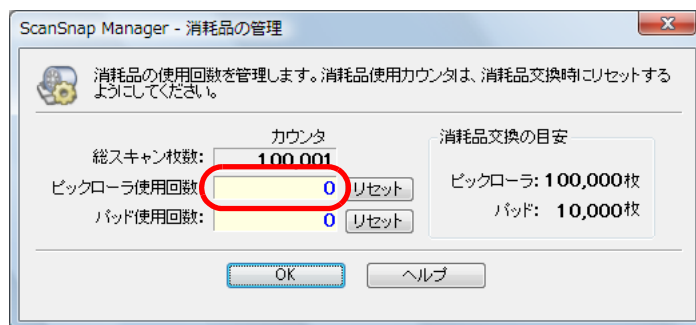 ScanSnap Manager - 消耗品の管理
消耗品の使用回数を管理します。消耗品使用カウンタは、消耗品交換時にリセットする
ようにしてください。
カウンタ
総スキャン枚数: 100,001
ピックローラ使用回数: 0 リセット
パッド使用回数: 0 リセット
消耗品交換の目安
ピックローラ: 100,000枚
パッド: 10,000枚
OK ヘルプ